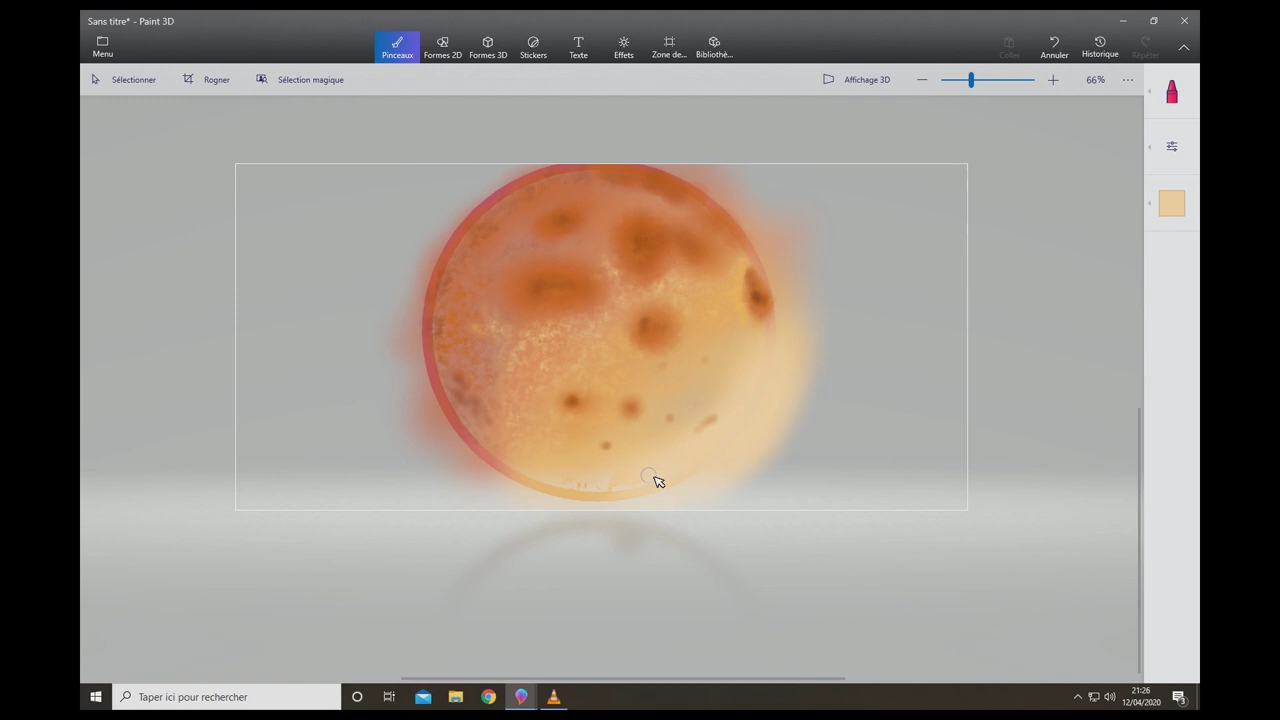 Sans titre* - Paint 3D
Menu
Pinceaux
Formes 2D
Formes 3D
Stickers
Texte
Effets
Zone de...
Bibliothè...
Coller
Annuler
Historique
Répéter
Sélectionner
Rogner
Sélection magique
Affichage 3D
66%
Taper ici pour rechercher
21:26
12/04/2020
3